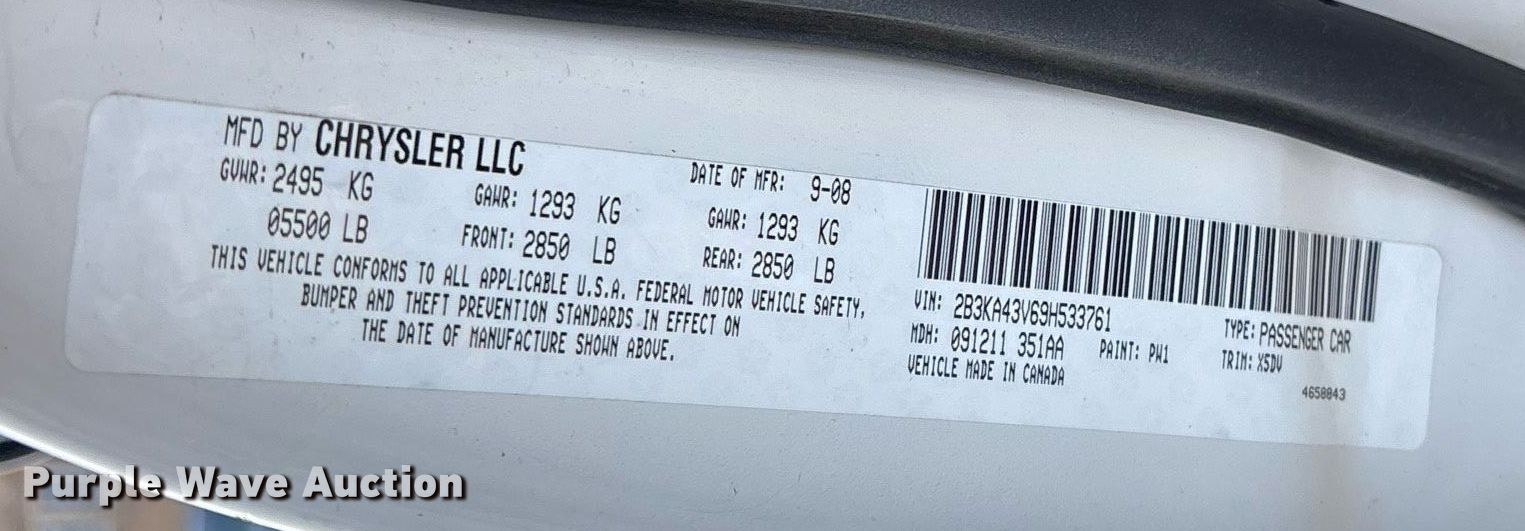 MFD BY CHRYSLER LLC
DATE OF MFR: 9-08
GVWR: 2495 KG
GAWR: 1293 KG
GAWR: 1293 KG
05500 LB
FRONT: 2850 LB
REAR: 2850 LB
THIS VEHICLE CONFORMS TO ALL APPLICABLE U.S.A. FEDERAL MOTOR VEHICLE SAFETY,
BUMPER AND THEFT PREVENTION STANDARDS IN EFFECT ON
THE DATE OF MANUFACTURE SHOWN ABOVE.
VIN: 2B3KA43V69H533761
TYPE: PASSENGER CAR
MDH: 091211 351AA
PAINT: PW1
TRIM: X5DV
VEHICLE MADE IN CANADA
4658043
Purple Wave Auction